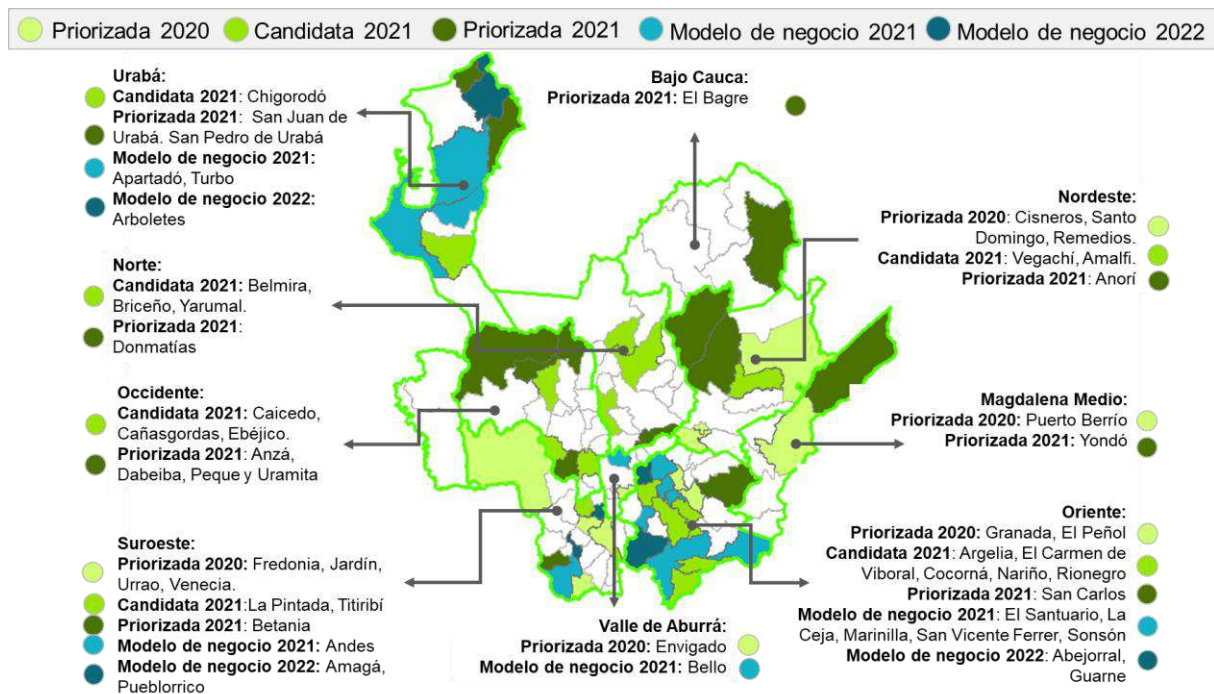 Priorizada 2020 Candidata 2021 Priorizada 2021 Modelo de negocio 2021 Modelo de negocio 2022
Urabá:
Candidata 2021: Chigorodó
Priorizada 2021: San Juan de
Urabá. San Pedro de Urabá
Modelo de negocio 2021:
Apartadó, Turbo
Modelo de negocio 2022:
Arboletes
Bajo Cauca:
Priorizada 2021: El Bagre
Nordeste:
Priorizada 2020: Cisneros, Santo
Domingo, Remedios.
Candidata 2021: Vegachí, Amalfi.
Priorizada 2021: Anorí
Norte:
Candidata 2021: Belmira,
Briceño, Yarumal.
Priorizada 2021:
Donmatías
Occidente:
Candidata 2021: Caicedo,
Cañasgordas, Ebéjico.
Priorizada 2021: Anzá,
Dabeiba, Peque y Uramita
Magdalena Medio:
Priorizada 2020: Puerto Berrío
Priorizada 2021: Yondó
Suroeste:
Priorizada 2020: Fredonia, Jardín,
Urrao, Venecia.
Candidata 2021: La Pintada, Titiribí
Priorizada 2021: Betania
Modelo de negocio 2021: Andes
Modelo de negocio 2022: Amagá,
Pueblorrico
Valle de Aburrá:
Priorizada 2020: Envigado
Modelo de negocio 2021: Bello
Oriente:
Priorizada 2020: Granada, El Peñol
Candidata 2021: Argelia, El Carmen de
Viboral, Cocorná, Nariño, Rionegro
Priorizada 2021: San Carlos
Modelo de negocio 2021: El Santuario, La
Ceja, Marinilla, San Vicente Ferrer, Sonsón
Modelo de negocio 2022: Abejorral,
Guarne